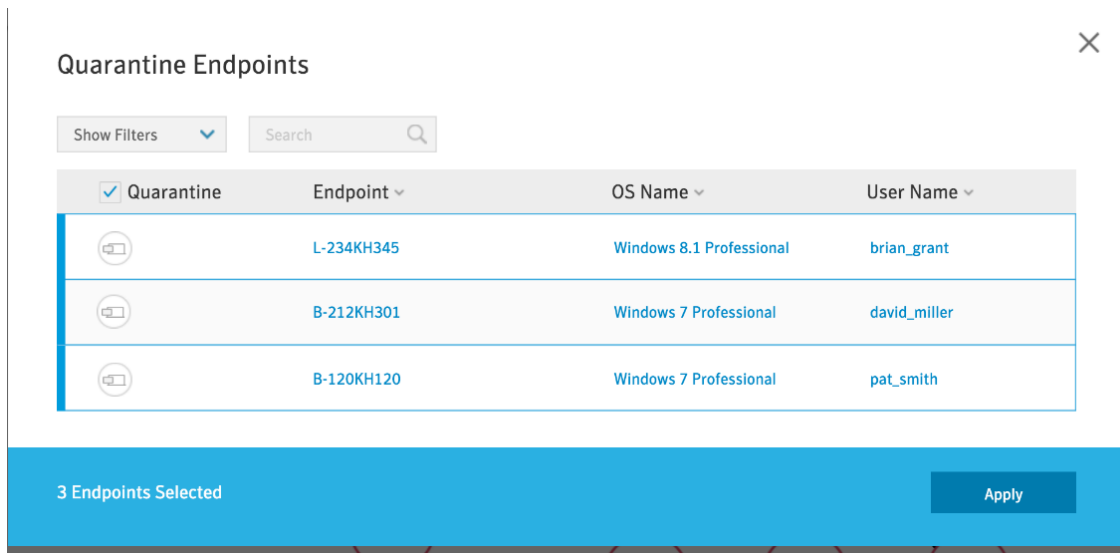 Quarantine Endpoints
Show Filters Search
Quarantine Endpoint OS Name User Name
L-234KH345 Windows 8.1 Professional brian_grant
B-212KH301 Windows 7 Professional david_miller
B-120KH120 Windows 7 Professional pat_smith
3 Endpoints Selected Apply